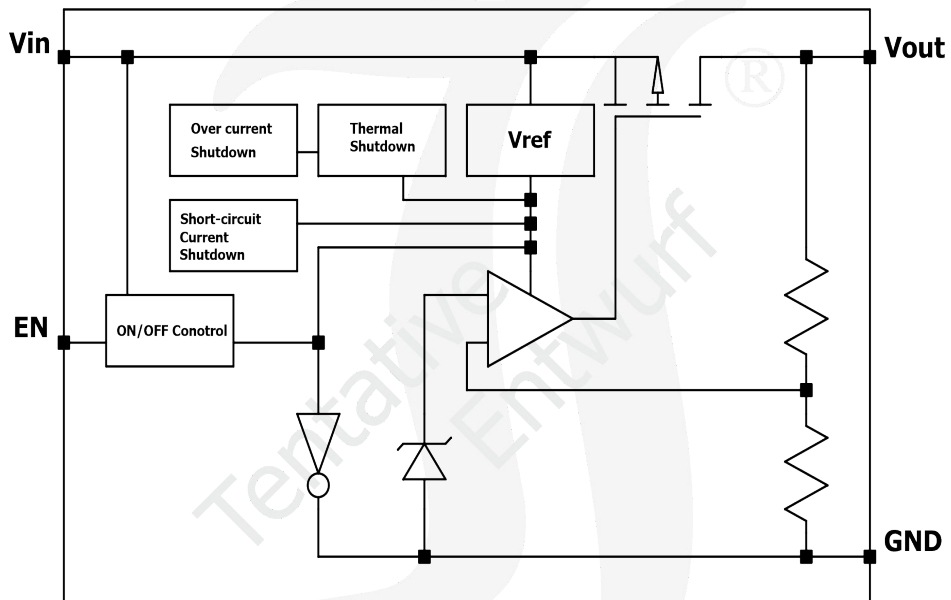 Vin
Vout
®
Over current
Shutdown
Thermal
Shutdown
Vref
Short-circuit
Current
Shutdown
EN
ON/OFF Conotrol
Tentative
Entwurf
GND